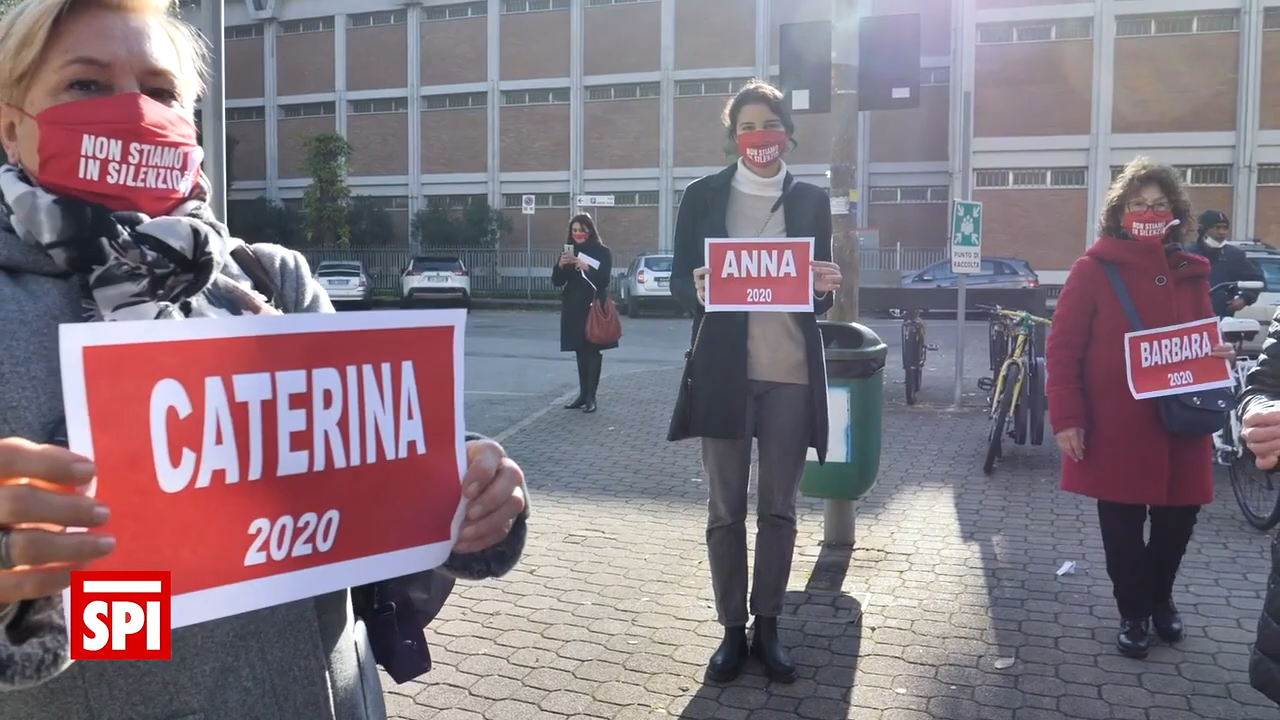 NON STIAMO
IN SILENZIO
CATERINA
2020
SPI
NON STIAMO
IN SILENZIO
ANNA
2020
PUNTO DI
RACCOLTA
NON STIAMO
IN SILENZIO
BARBARA
2020